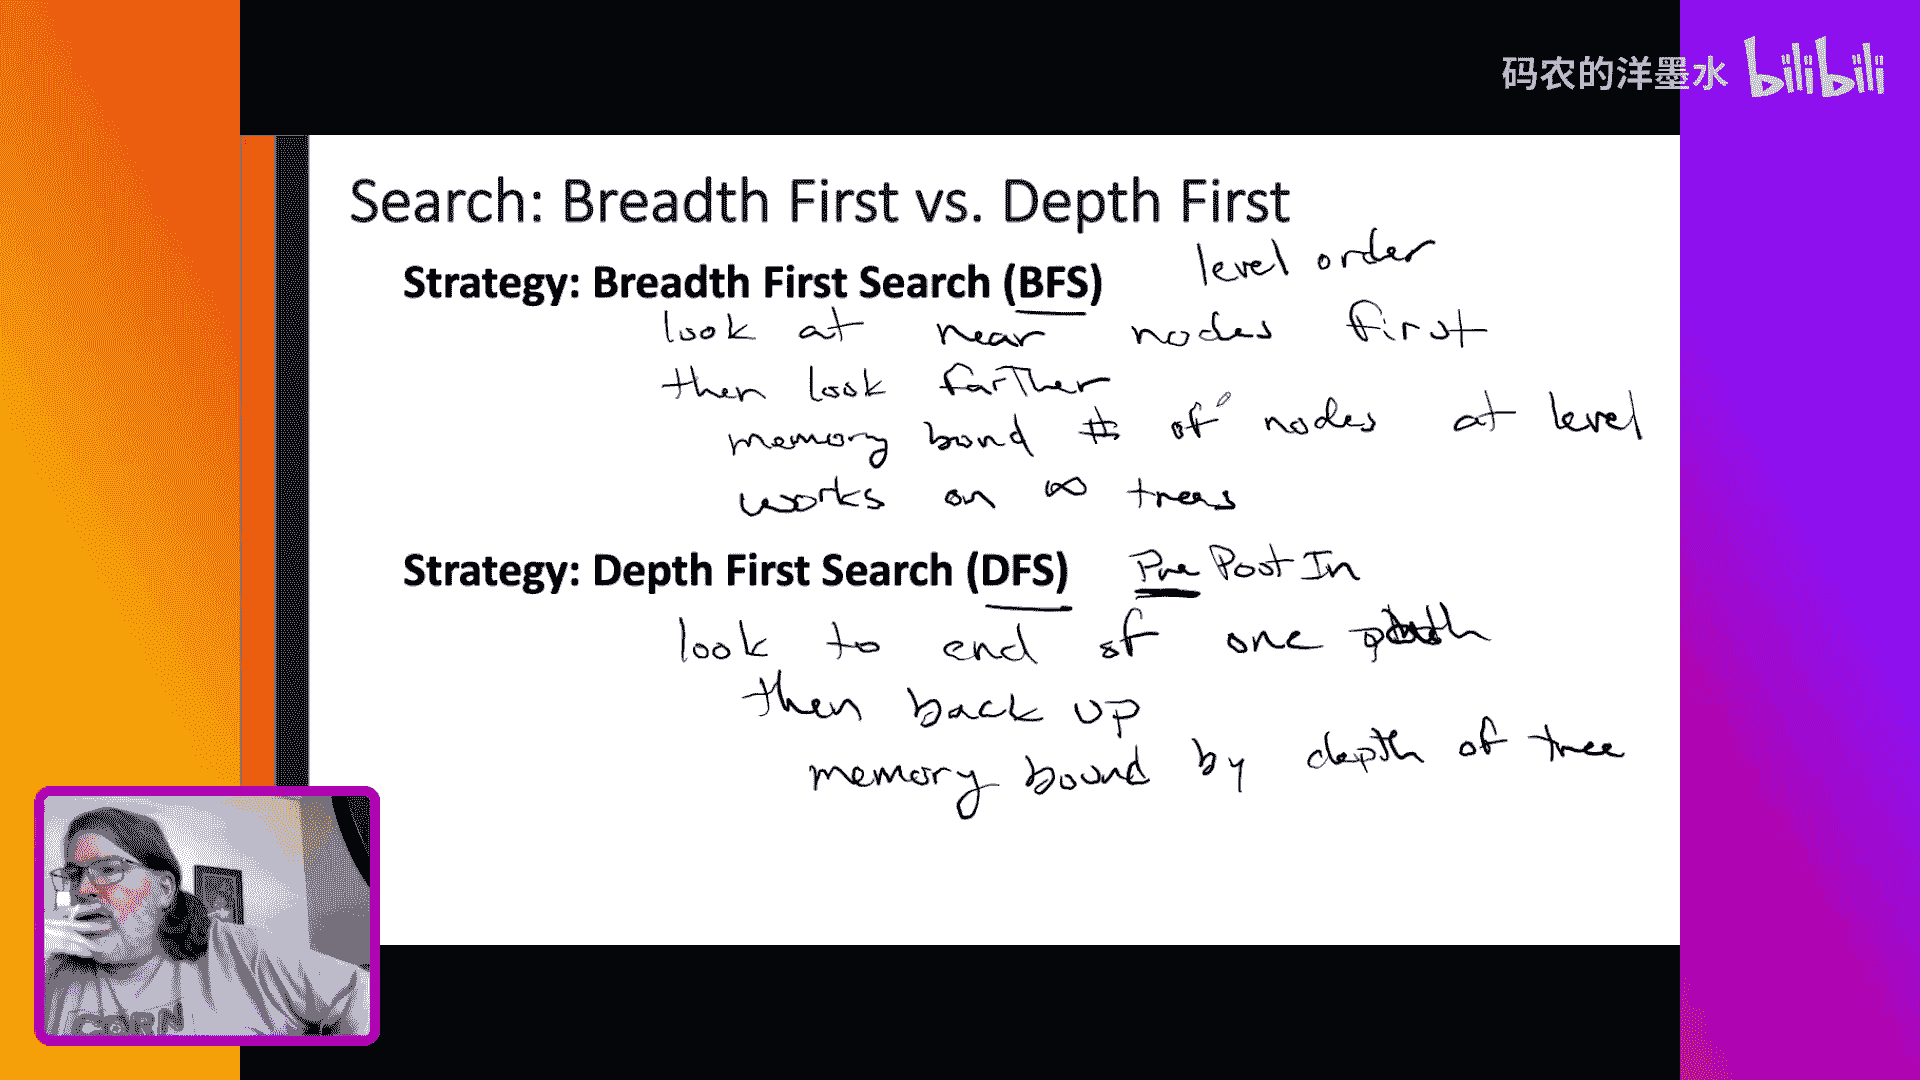 码农的洋墨水 bilibili
Search: Breadth First vs. Depth First
Strategy: Breadth First Search (BFS) level order
look at near nodes first
then look farther
memory bond # of nodes at level
works on ∞ trees
Strategy: Depth First Search (DFS) Pre Post In
look to end of one path
then back up
memory bound by depth of tree
CORN